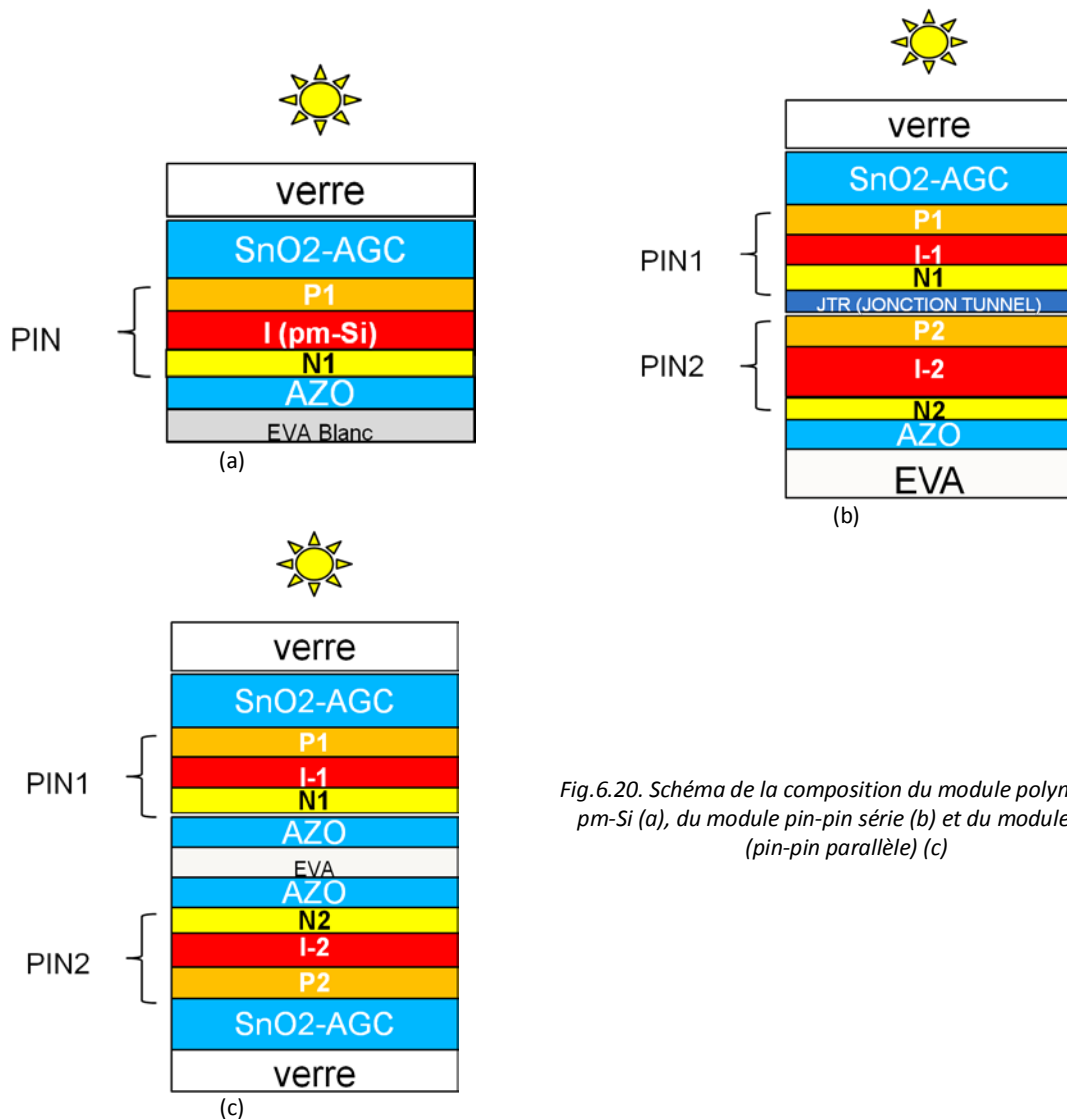 verre
SnO2-AGC
PIN
P1
I (pm-Si)
N1
AZO
EVA Blanc
(a)
verre
SnO2-AGC
PIN1
P1
I-1
N1
JTR (JONCTION TUNNEL)
PIN2
P2
I-2
N2
AZO
EVA
(b)
verre
SnO2-AGC
PIN1
P1
I-1
N1
AZO
EVA
AZO
PIN2
N2
I-2
P2
SnO2-AGC
verre
(c)
Fig.6.20. Schéma de la composition du module polym
pm-Si (a), du module pin-pin série (b) et du module
(pin-pin parallèle) (c)